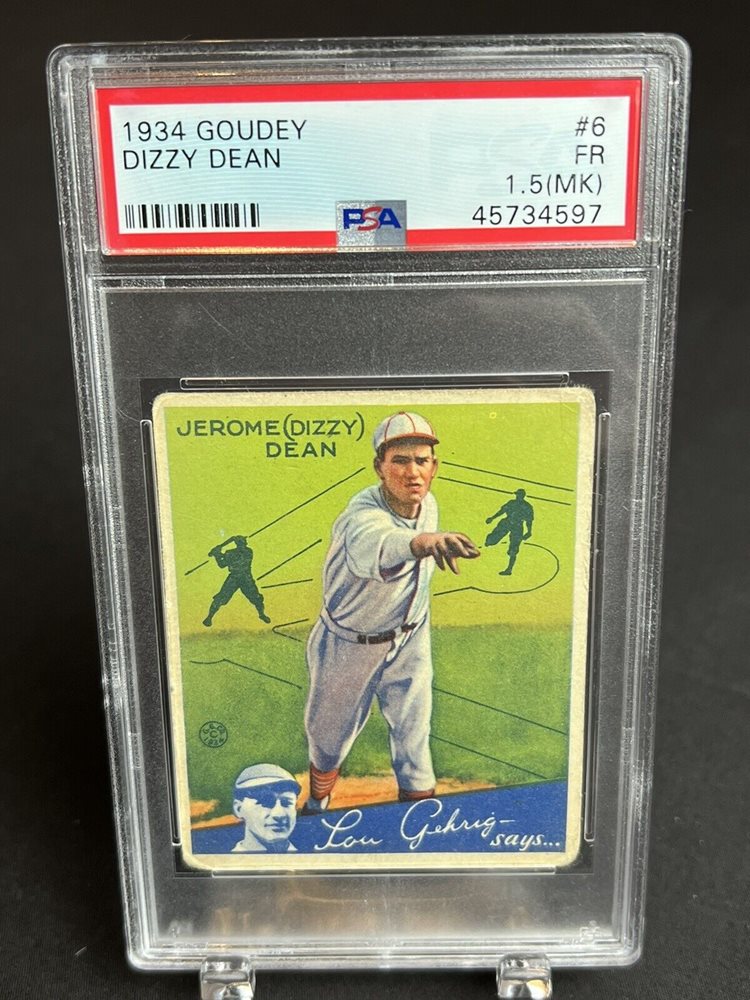 1934 GOUDEY #6
DIZZY DEAN FR
1.5(MK)
PSA 45734597
JEROME (DIZZY)
DEAN
Lou Gehrig-
says...